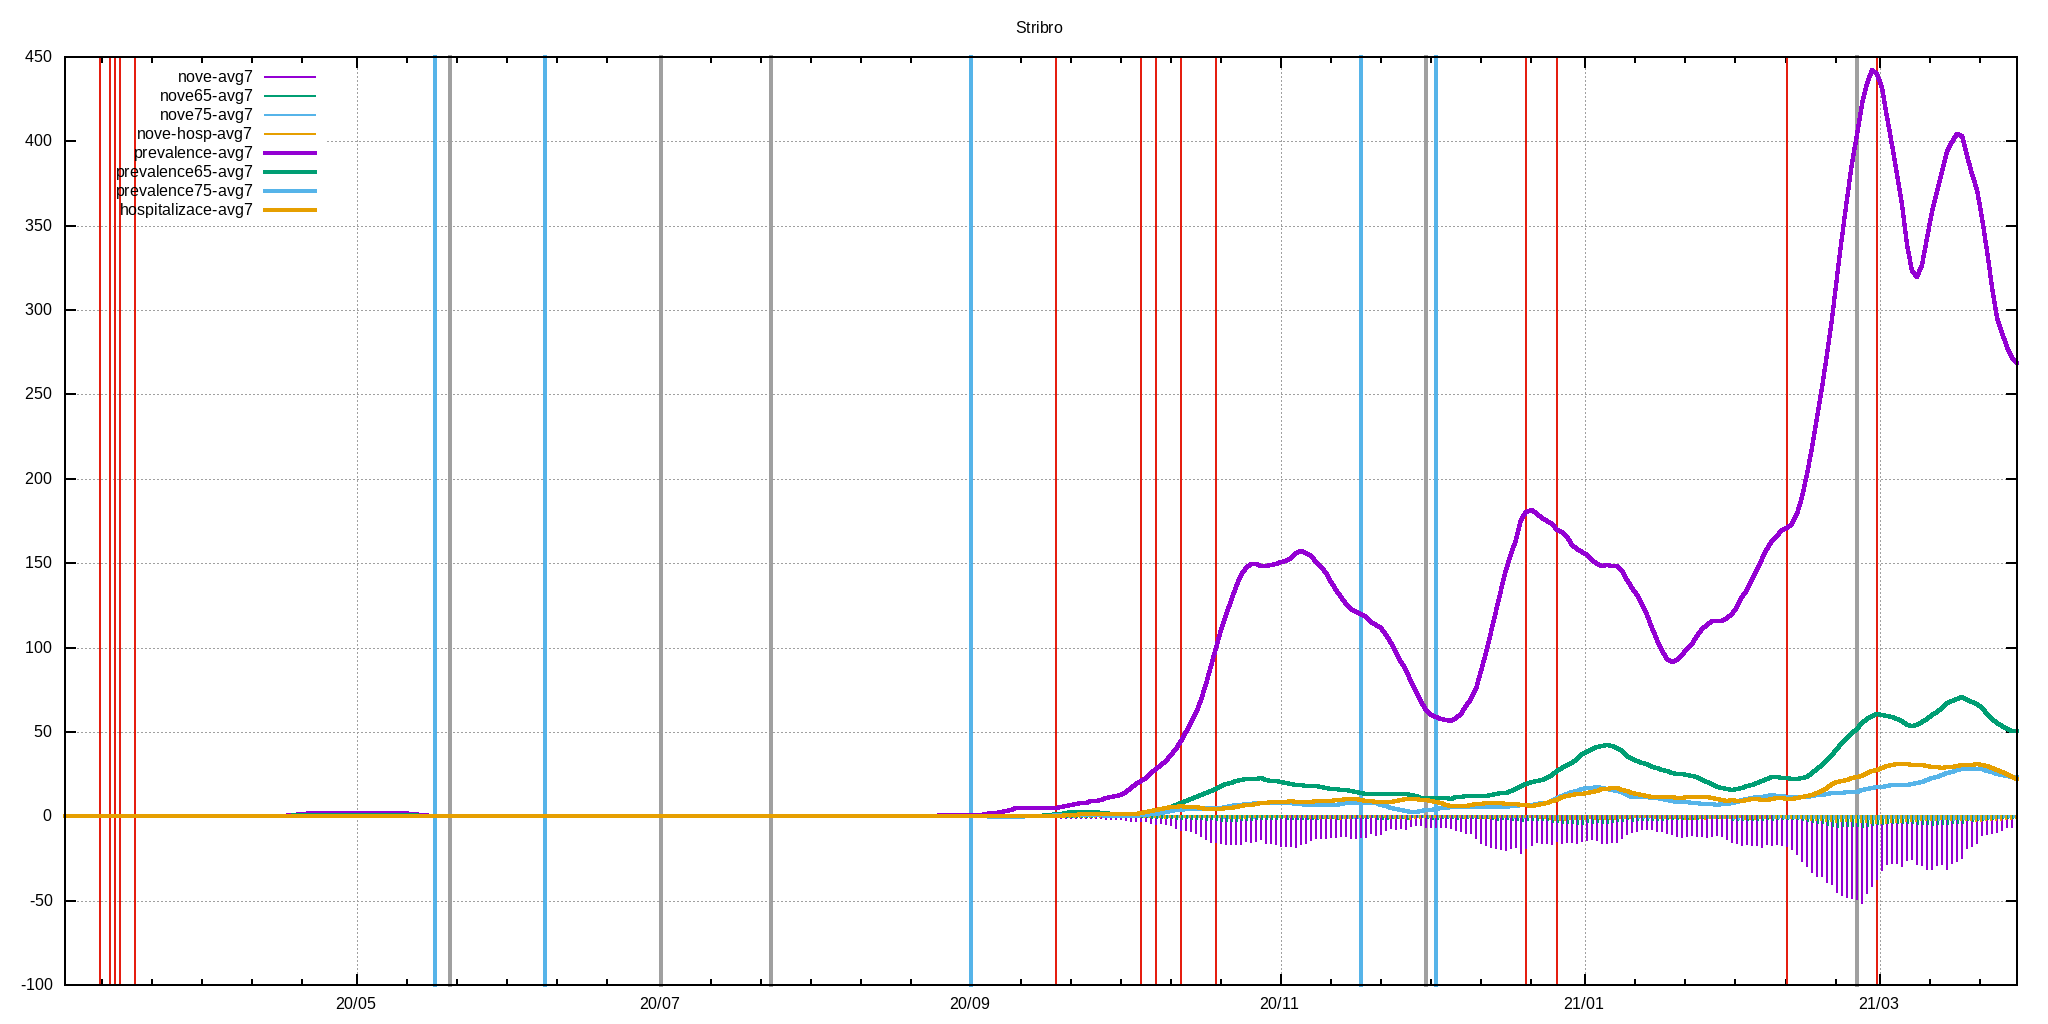 Stribro
450
400
350
300
250
200
150
100
50
0
-50
-100
nove-avg7
nove65-avg7
nove75-avg7
nove-hosp-avg7
prevalence-avg7
prevalence65-avg7
prevalence75-avg7
hospitalizace-avg7
20/05 20/07 20/09 20/11 21/01 21/03